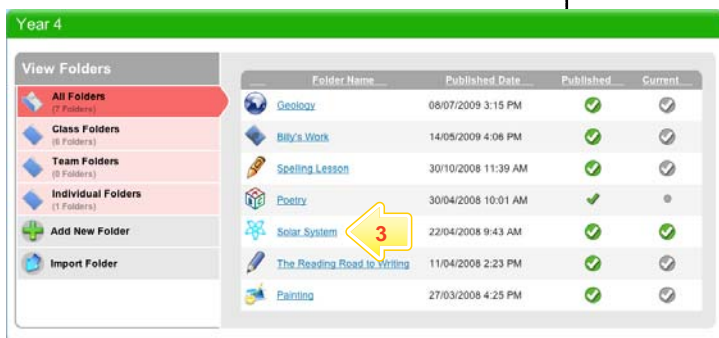 Year 4
View Folders
All Folders
(7 Folders)
Class Folders
(6 Folders)
Team Folders
(0 Folders)
Individual Folders
(1 Folders)
Add New Folder
Import Folder
Folder Name Published Date Published Current
Geology 08/07/2009 3:15 PM
Billy's Work 14/05/2009 4:06 PM
Spelling Lesson 30/10/2008 11:39 AM
Poetry 30/04/2008 10:01 AM
Solar System 3 22/04/2008 9:43 AM
The Reading Road to Writing 11/04/2008 2:23 PM
Painting 27/03/2008 4:25 PM